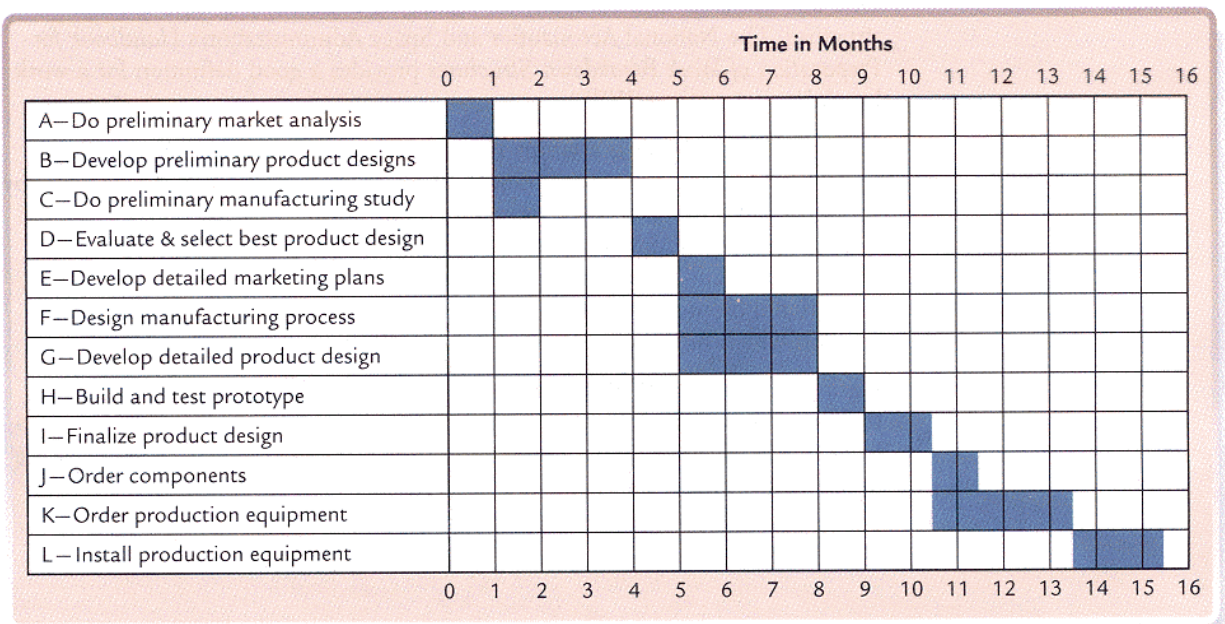 Time in Months
0 1 2 3 4 5 6 7 8 9 10 11 12 13 14 15 16
A—Do preliminary market analysis
B—Develop preliminary product designs
C—Do preliminary manufacturing study
D—Evaluate & select best product design
E—Develop detailed marketing plans
F—Design manufacturing process
G—Develop detailed product design
H—Build and test prototype
I—Finalize product design
J—Order components
K—Order production equipment
L—Install production equipment
0 1 2 3 4 5 6 7 8 9 10 11 12 13 14 15 16